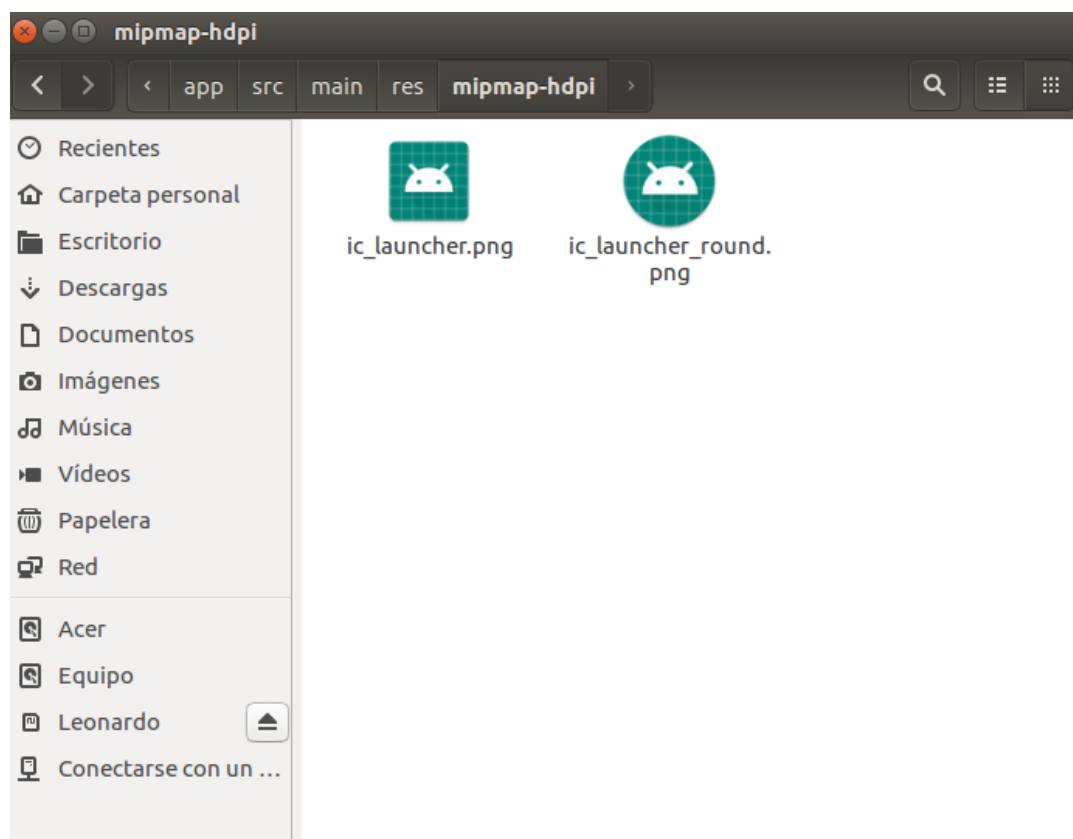 mipmap-hdpi
app src main res mipmap-hdpi
Recientes
Carpeta personal
Escritorio
Descargas
Documentos
Imágenes
Música
Vídeos
Papelera
Red
Acer
Equipo
Leonardo
Conectarse con un …
ic_launcher.png
ic_launcher_round.
png